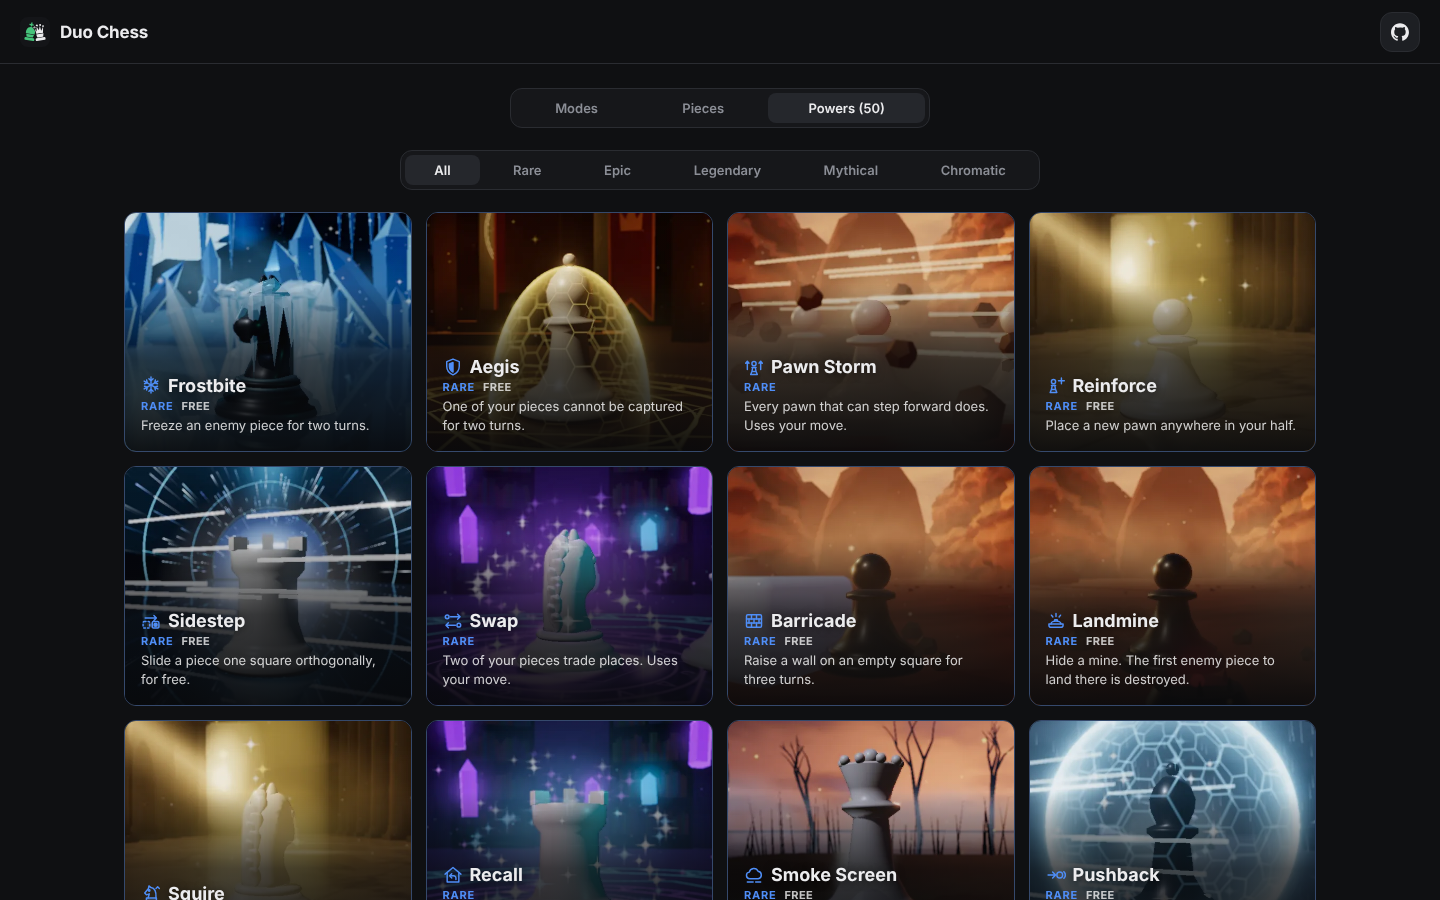 Duo Chess
Modes
Pieces
Powers (50)
All
Rare
Epic
Legendary
Mythical
Chromatic
Frostbite
RARE FREE
Freeze an enemy piece for two turns.
Aegis
RARE FREE
One of your pieces cannot be captured
for two turns.
Pawn Storm
RARE
Every pawn that can step forward does.
Uses your move.
Reinforce
RARE FREE
Place a new pawn anywhere in your half.
Sidestep
RARE FREE
Slide a piece one square orthogonally,
for free.
Swap
RARE
Two of your pieces trade places. Uses
your move.
Barricade
RARE FREE
Raise a wall on an empty square for
three turns.
Landmine
RARE FREE
Hide a mine. The first enemy piece to
land there is destroyed.
Squire
Recall
RARE
Smoke Screen
RARE FREE
Pushback
RARE FREE